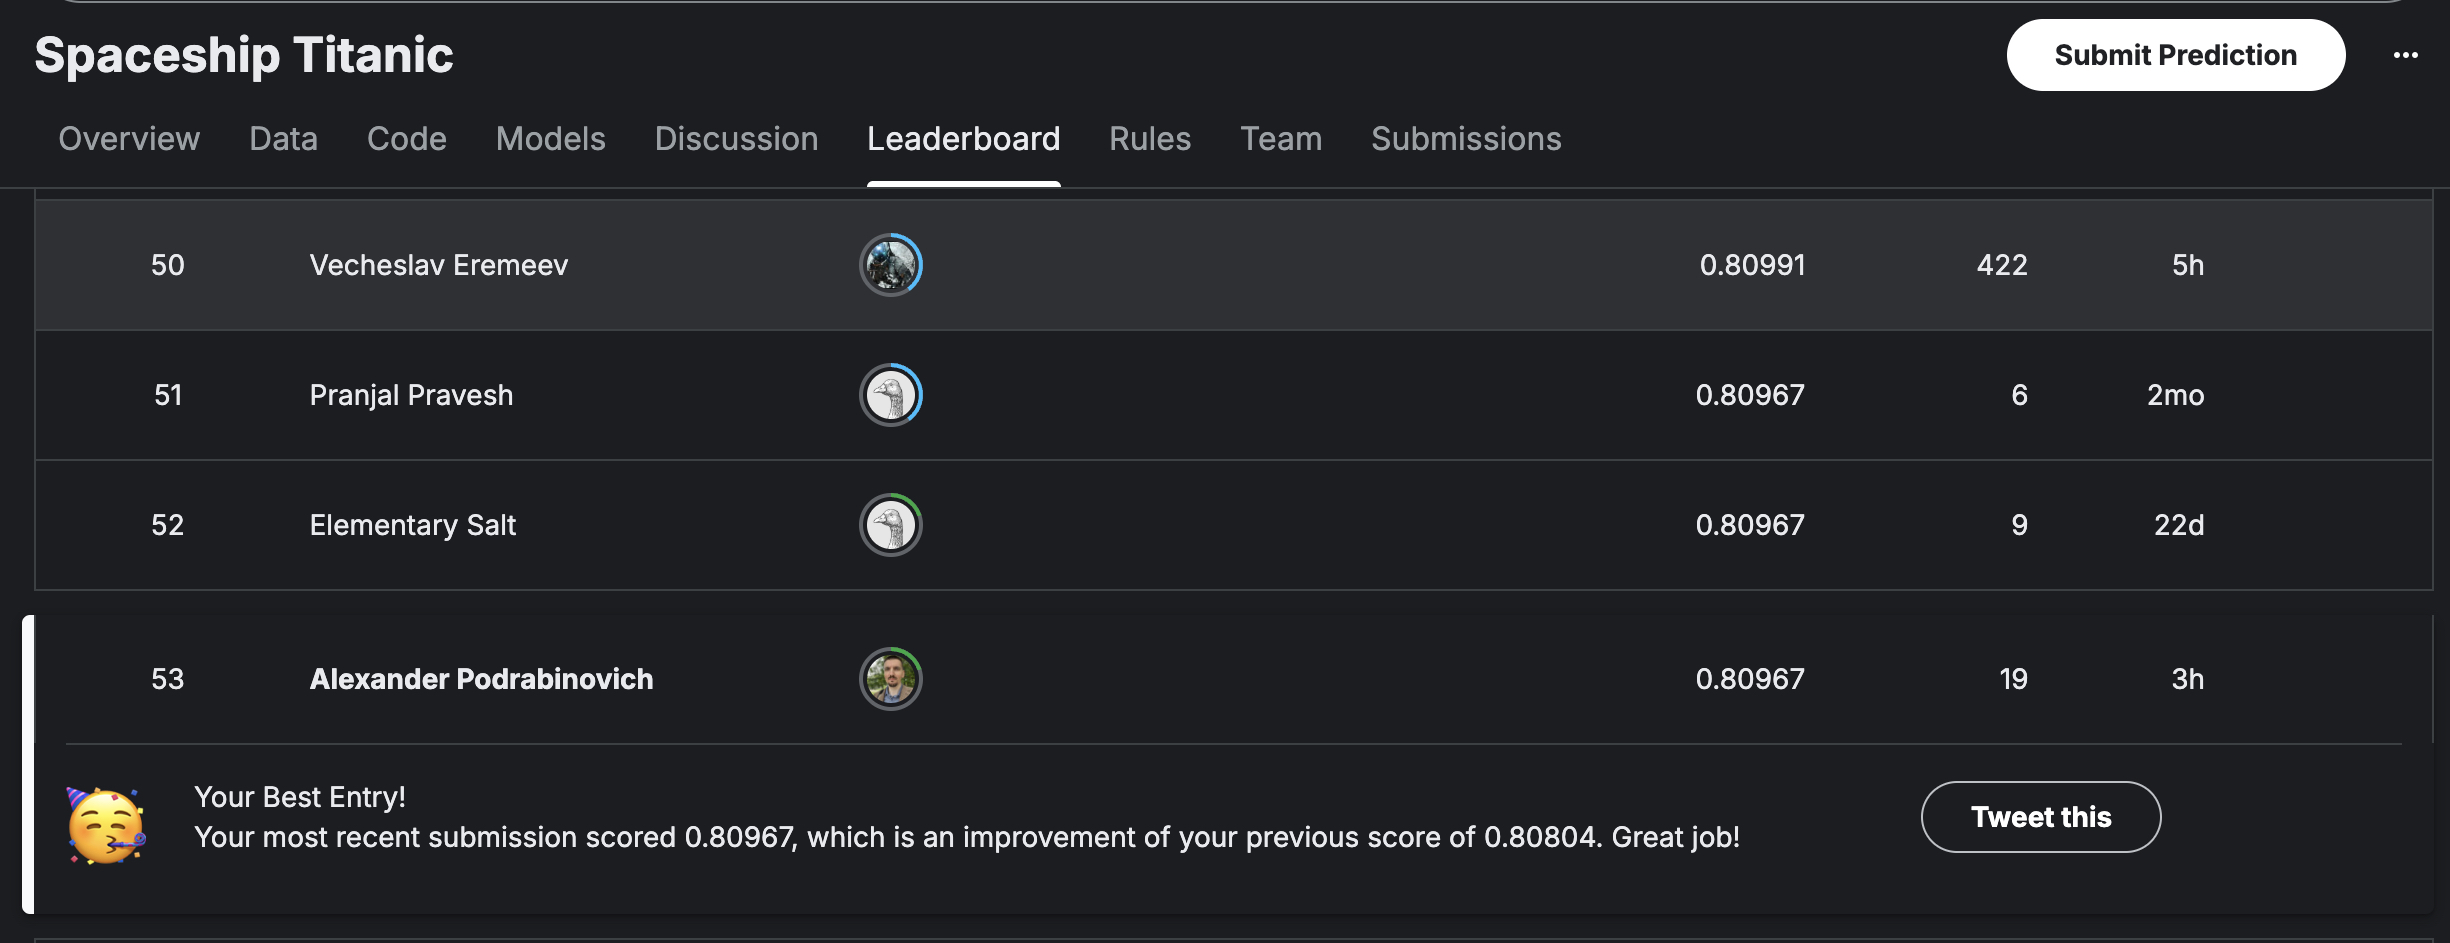 Spaceship Titanic
Submit Prediction
Overview Data Code Models Discussion Leaderboard Rules Team Submissions
50 Vecheslav Eremeev 0.80991 422 5h
51 Pranjal Pravesh 0.80967 6 2mo
52 Elementary Salt 0.80967 9 22d
53 Alexander Podrabinovich 0.80967 19 3h
Your Best Entry!
Your most recent submission scored 0.80967, which is an improvement of your previous score of 0.80804. Great job!
Tweet this